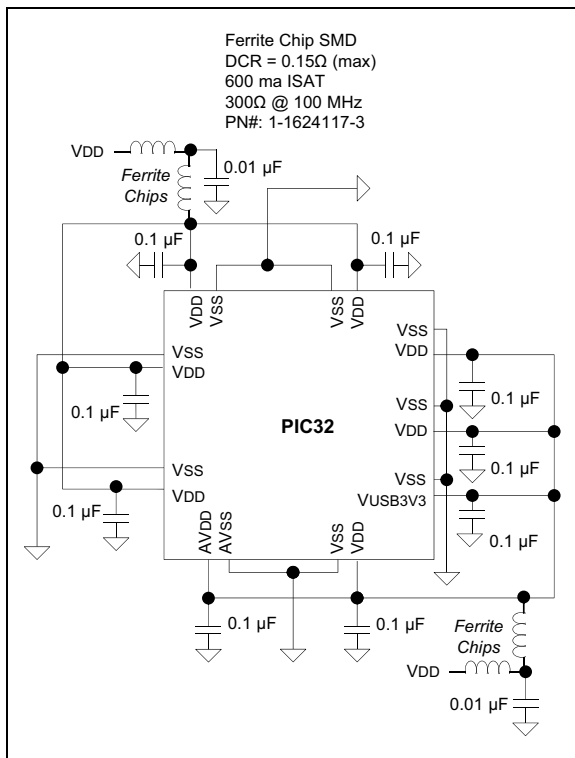 Ferrite Chip SMD
DCR = 0.15Ω (max)
600 ma ISAT
300Ω @ 100 MHz
PN#: 1-1624117-3
VDD
0.01 µF
Ferrite
Chips
0.1 µF
0.1 µF
VDD
VSS
VSS
VDD
VSS
VDD
0.1 µF
VSS
VDD
0.1 µF
PIC32
VSS
VDD
0.1 µF
VSS
VDD
0.1 µF
VSS
VUSB3V3
0.1 µF
AVDD
AVSS
VSS
VDD
0.1 µF
0.1 µF
Ferrite
Chips
VDD
0.01 µF